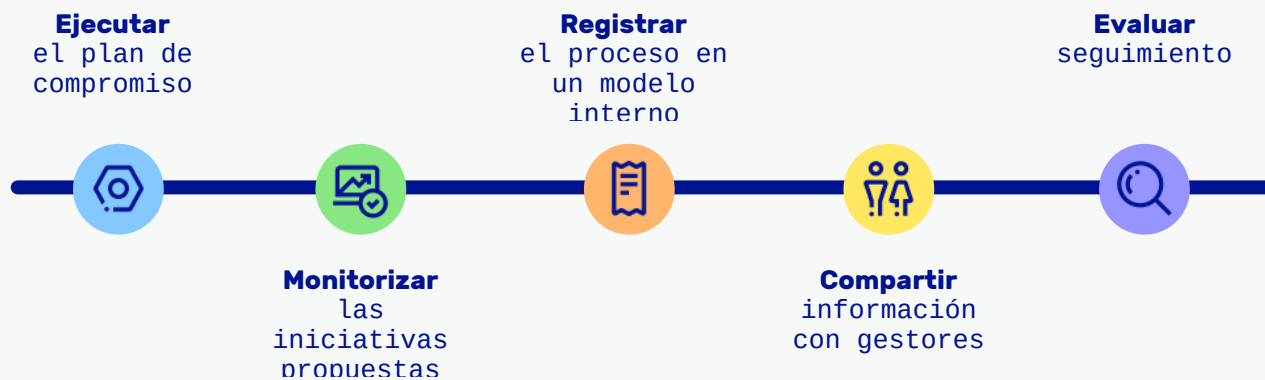 Ejecutar
el plan de
compromiso
Monitorizar
las
iniciativas
propuestas
Registrar
el proceso en
un modelo
interno
Compartir
información
con gestores
Evaluar
seguimiento